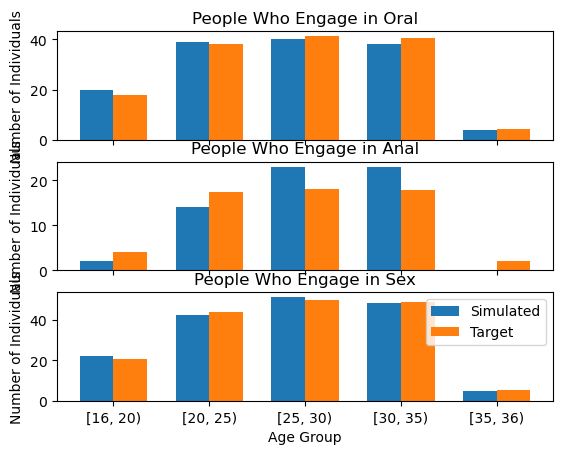 People Who Engage in Oral
Number of Individuals
40
20
0
People Who Engage in Anal
Number of Individuals
20
10
0
People Who Engage in Sex
Number of Individuals
40
20
0
Simulated
Target
[16, 20)
[20, 25)
[25, 30)
[30, 35)
[35, 36)
Age Group